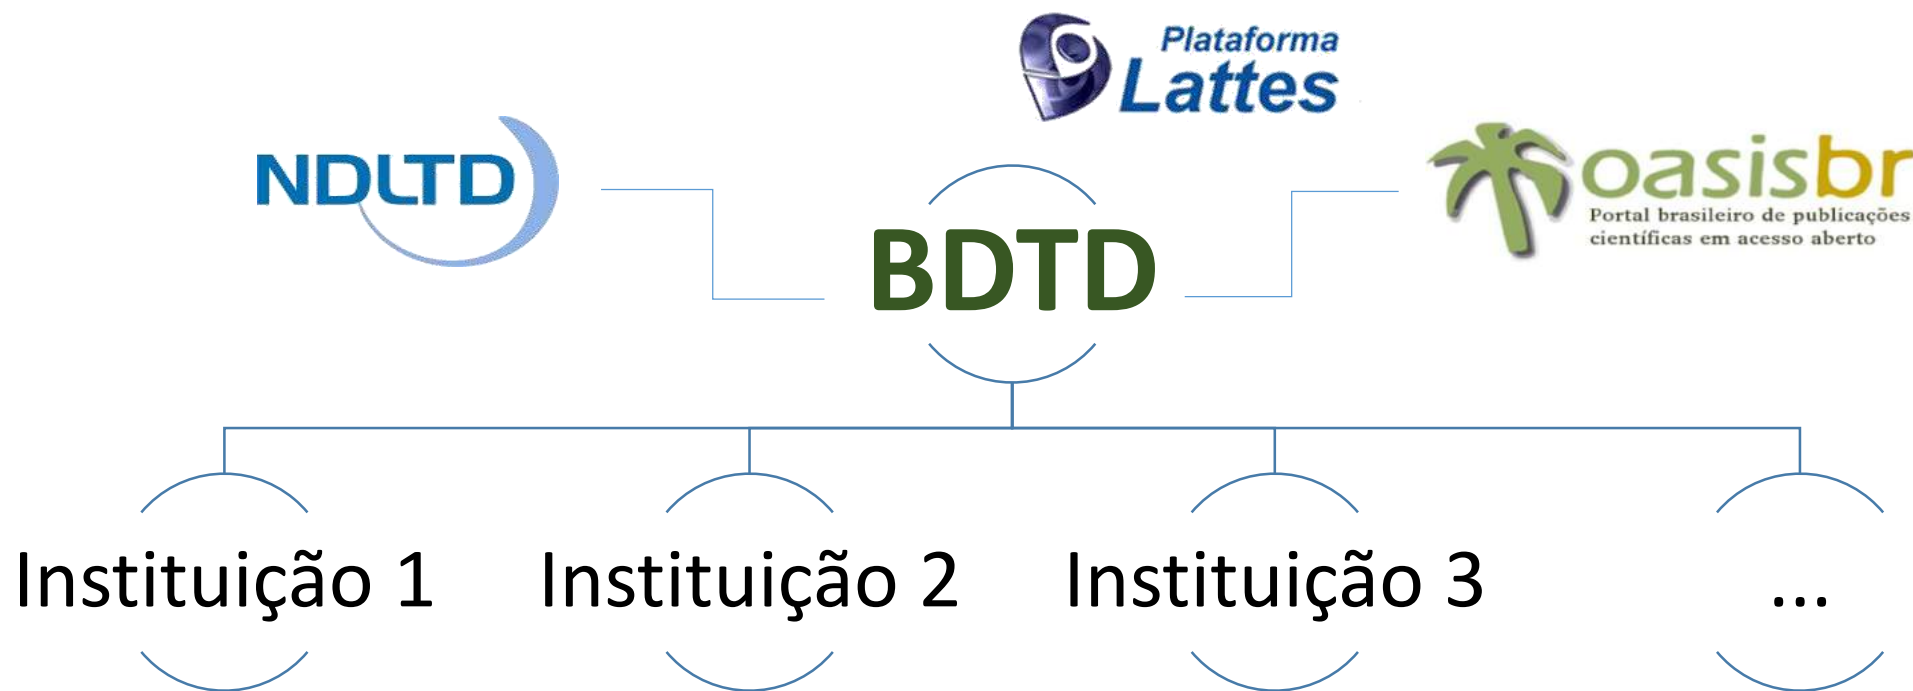 Plataforma
Lattes
NDLTD
oasisbr
Portal brasileiro de publicações
científicas em acesso aberto
BDTD
Instituição 1
Instituição 2
Instituição 3
...